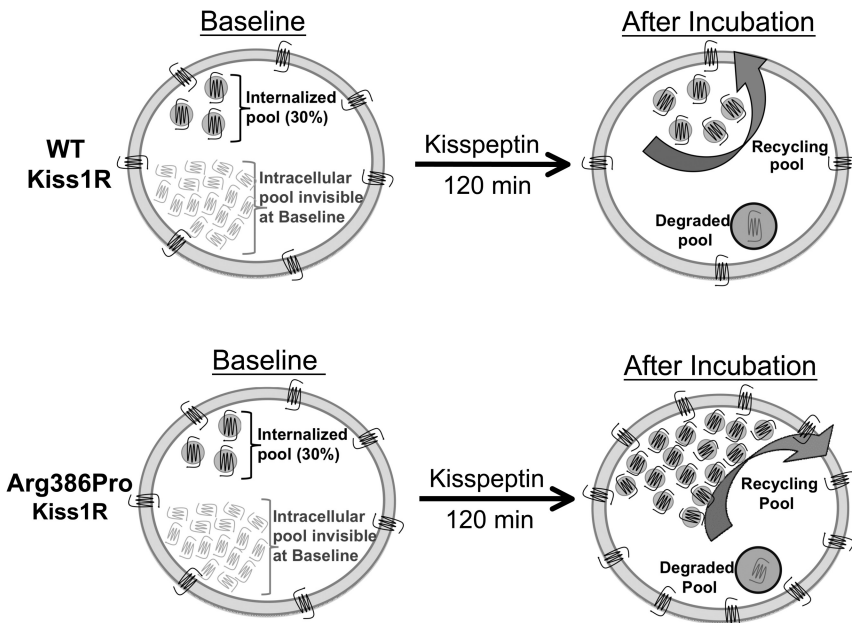 Baseline
After Incubation
WT
Kiss1R
Internalized
pool (30%)
Intracellular
pool invisible
at Baseline
Kisspeptin
120 min
Recycling
pool
Degraded
pool
Baseline
After Incubation
Arg386Pro
Kiss1R
Internalized
pool (30%)
Intracellular
pool invisible
at Baseline
Kisspeptin
120 min
Recycling
Pool
Degraded
Pool